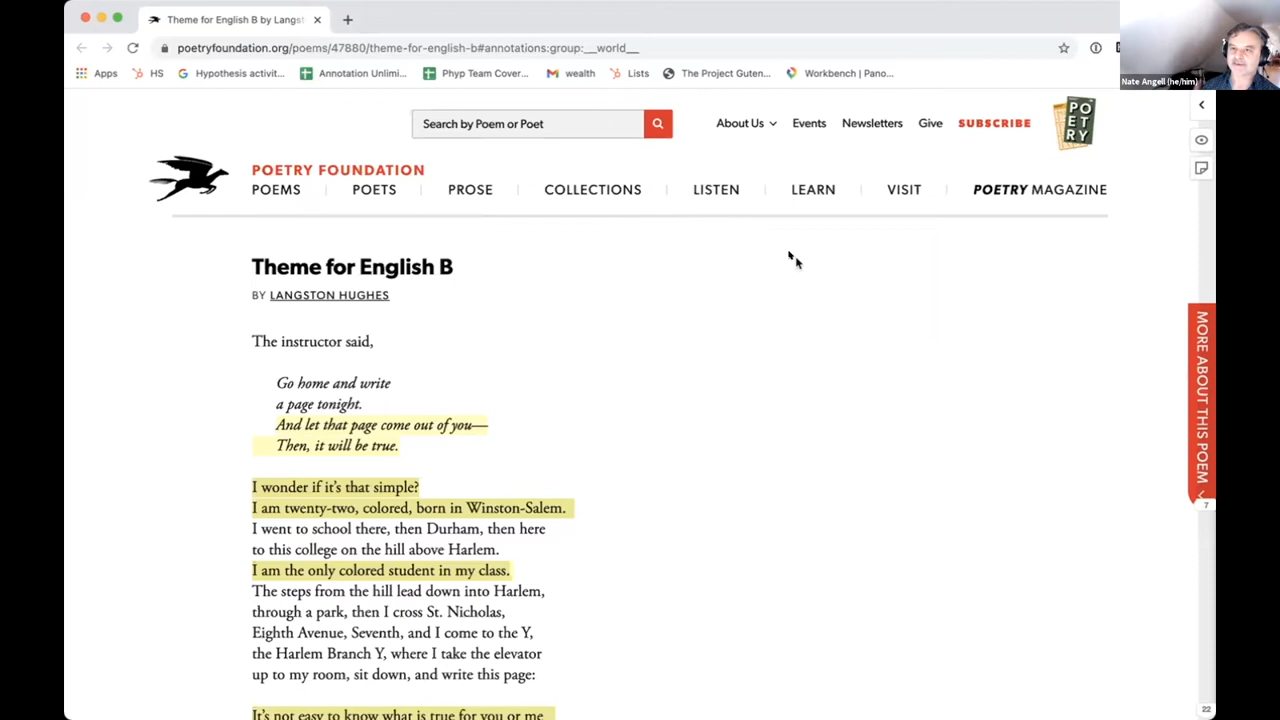 Theme for English B by Langst
poetryfoundation.org/poems/47880/theme-for-english-b#annotations:group:__world__
Apps HS Hypothesis activit... Annotation Unlimi... Phyp Team Cover... wealth Lists The Project Guten... Workbench | Pano...
Nate Angell (he/him)
Search by Poem or Poet
About Us Events Newsletters Give SUBSCRIBE
POETRY
POETRY FOUNDATION
POEMS POETS PROSE COLLECTIONS LISTEN LEARN VISIT POETRY MAGAZINE
Theme for English B
BY LANGSTON HUGHES
The instructor said,
Go home and write
a page tonight.
And let that page come out of you—
Then, it will be true.
I wonder if it's that simple?
I am twenty-two, colored, born in Winston-Salem.
I went to school there, then Durham, then here
to this college on the hill above Harlem.
I am the only colored student in my class.
The steps from the hill lead down into Harlem,
through a park, then I cross St. Nicholas,
Eighth Avenue, Seventh, and I come to the Y,
the Harlem Branch Y, where I take the elevator
up to my room, sit down, and write this page:
It's not easy to know what is true for you or me
MORE ABOUT THIS POEM
7
22